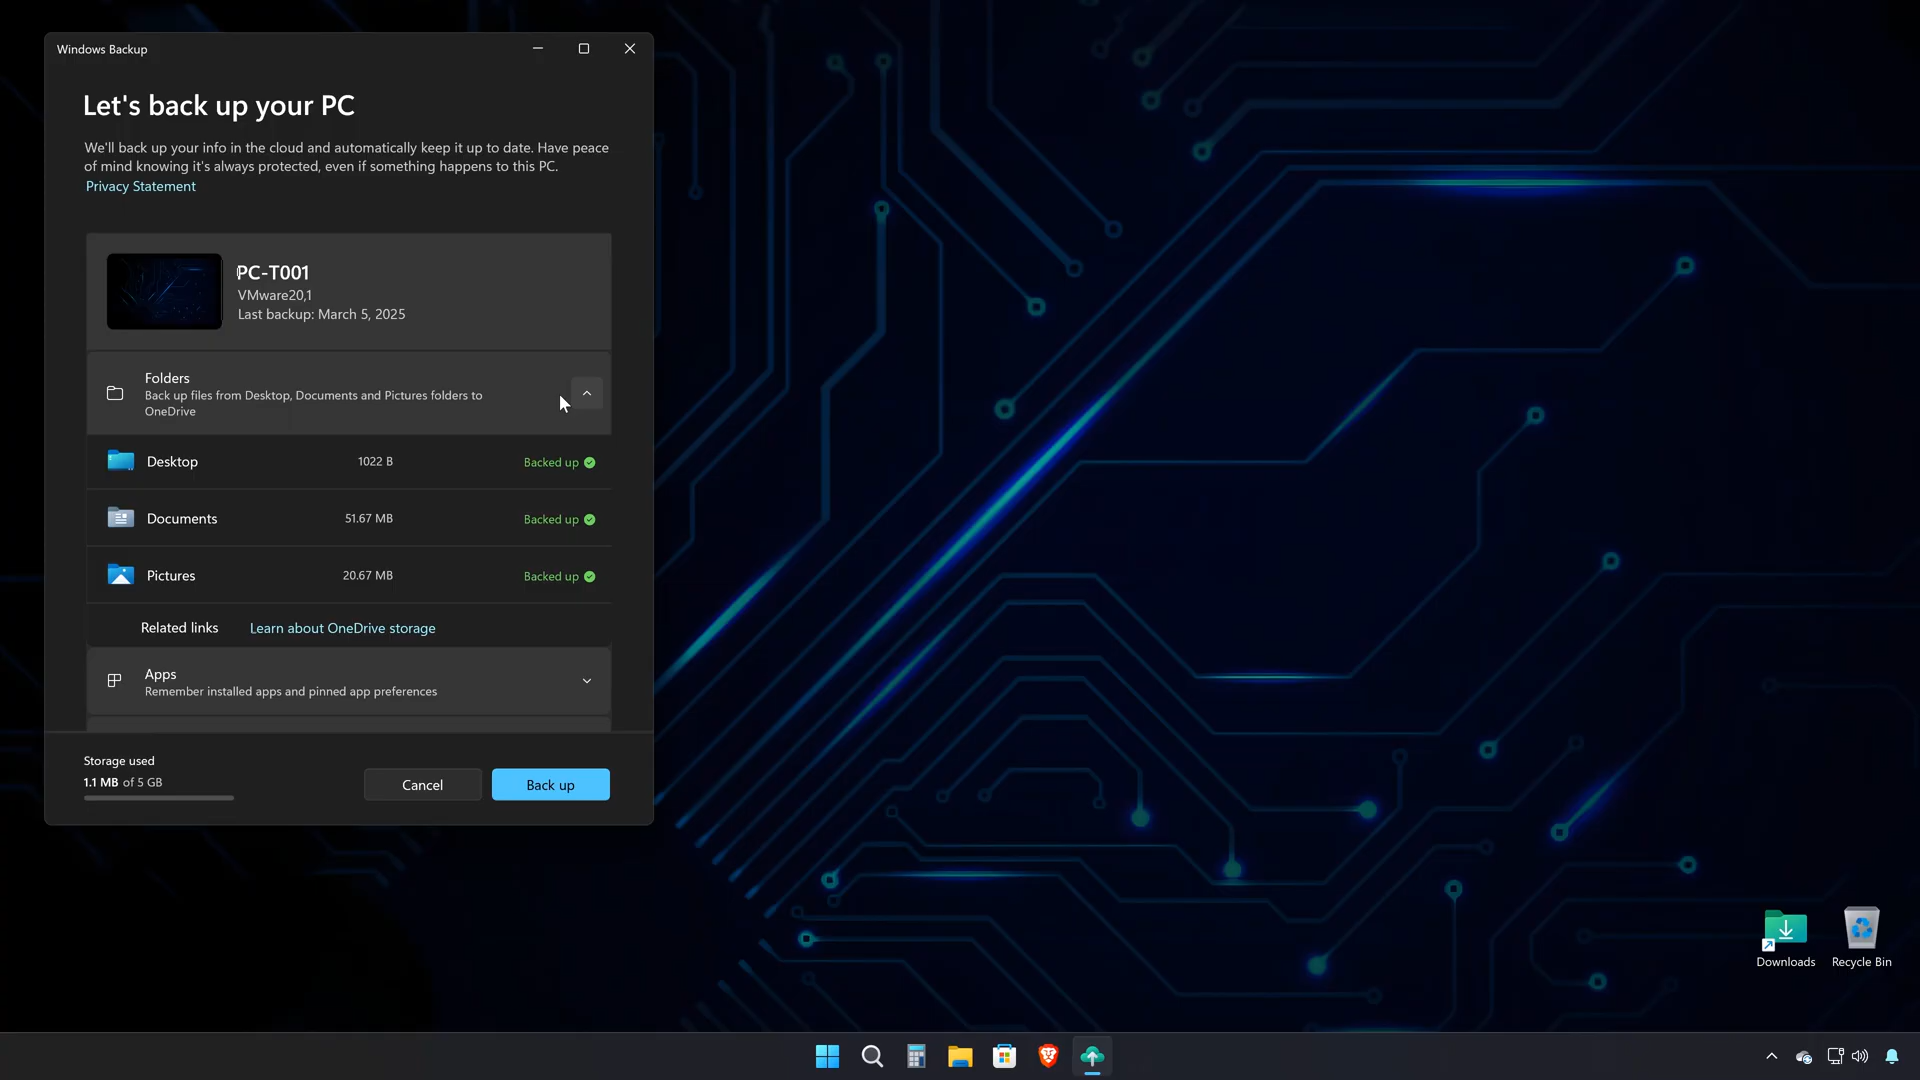 Windows Backup
Let's back up your PC
We'll back up your info in the cloud and automatically keep it up to date. Have peace
of mind knowing it's always protected, even if something happens to this PC.
Privacy Statement
PC-T001
VMware20,1
Last backup: March 5, 2025
Folders
Back up files from Desktop, Documents and Pictures folders to
OneDrive
Desktop 1022 B Backed up
Documents 51.67 MB Backed up
Pictures 20.67 MB Backed up
Related links Learn about OneDrive storage
Apps
Remember installed apps and pinned app preferences
Storage used
1.1 MB of 5 GB
Cancel Back up
Downloads Recycle Bin